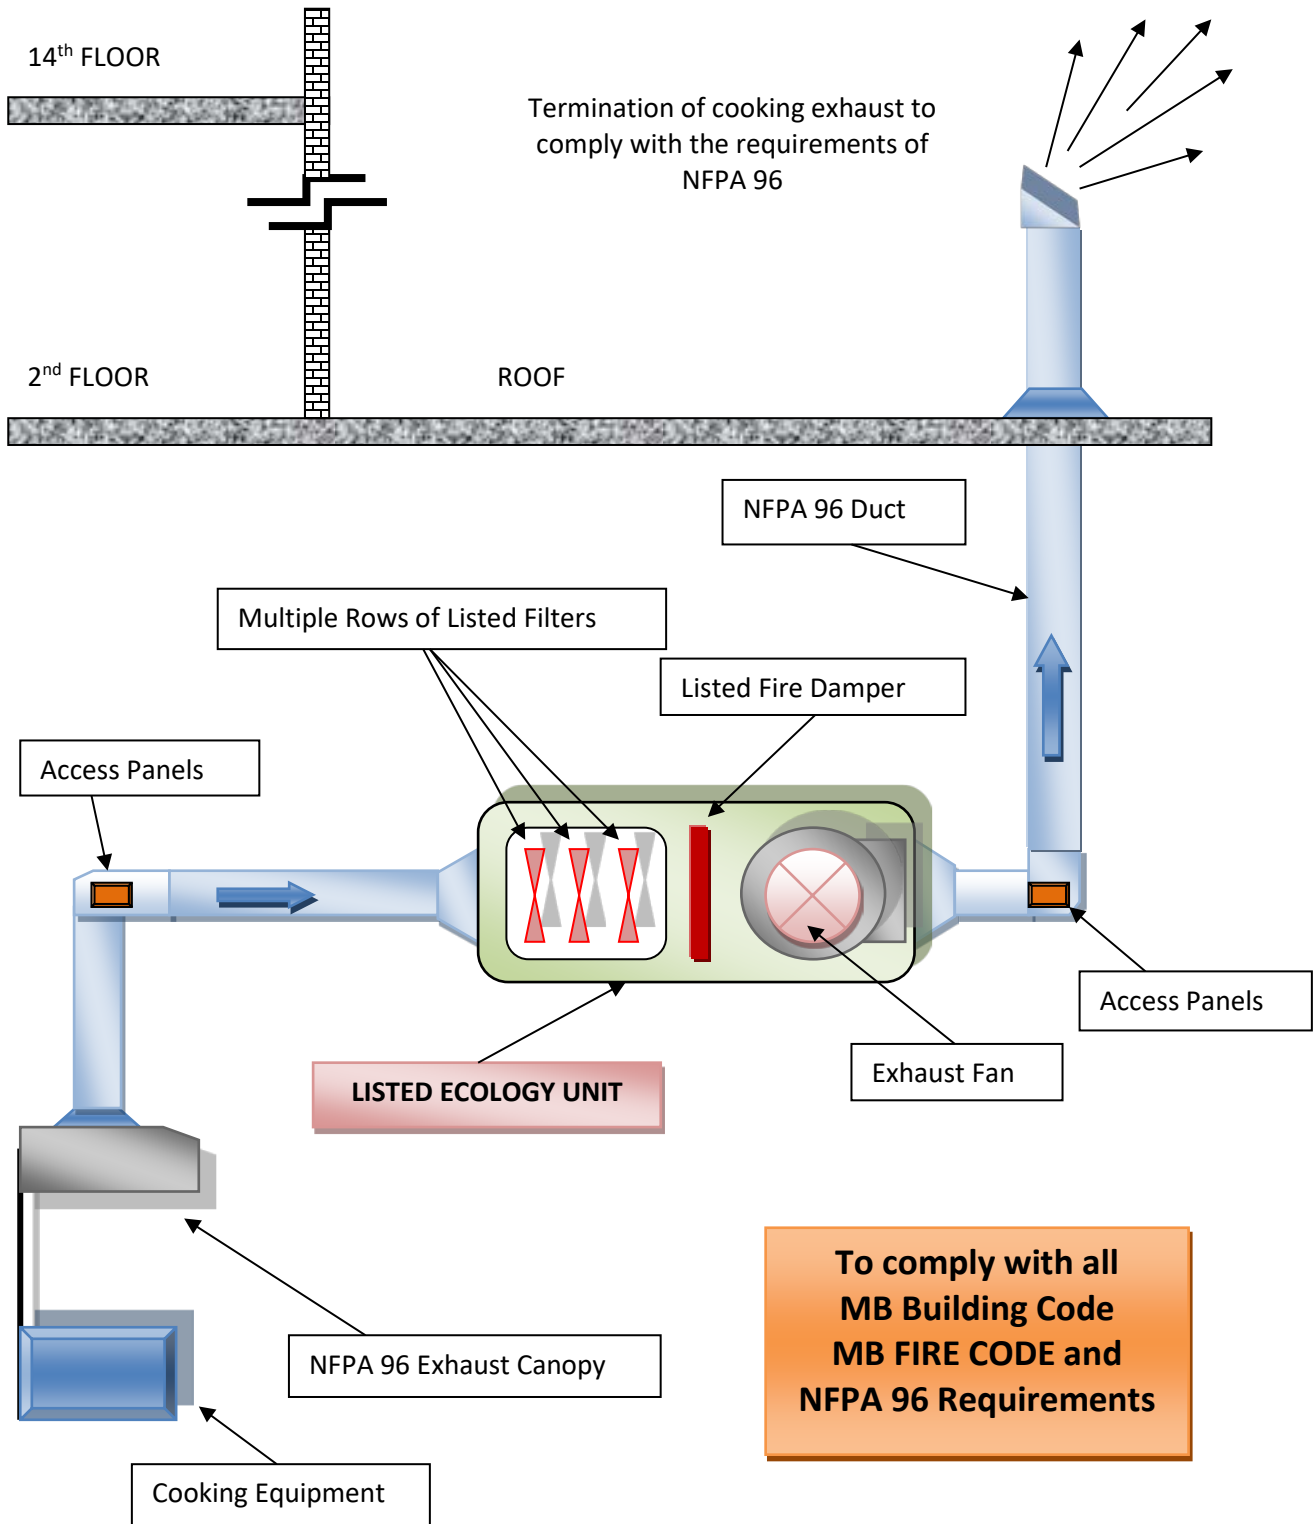 14th FLOOR
Termination of cooking exhaust to
comply with the requirements of
NFPA 96
2nd FLOOR
ROOF
NFPA 96 Duct
Multiple Rows of Listed Filters
Listed Fire Damper
Access Panels
Access Panels
Exhaust Fan
LISTED ECOLOGY UNIT
To comply with all
MB Building Code
MB FIRE CODE and
NFPA 96 Requirements
NFPA 96 Exhaust Canopy
Cooking Equipment